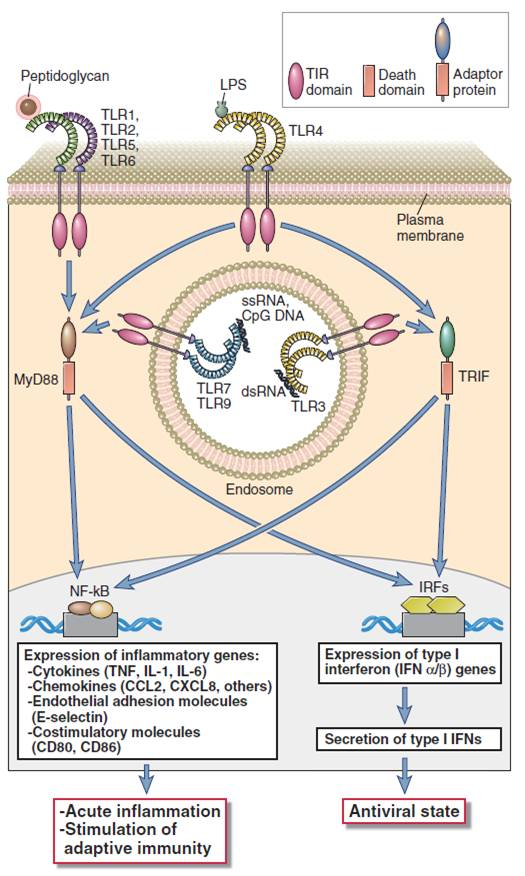 Peptidoglycan
LPS
TIR
domain
Death
domain
Adaptor
protein
TLR1,
TLR2,
TLR5,
TLR6
TLR4
Plasma
membrane
ssRNA,
CpG DNA
MyD88
TLR7
TLR9
dsRNA
TLR3
TRIF
Endosome
NF-kB
IRFs
Expression of inflammatory genes:
-Cytokines (TNF, IL-1, IL-6)
-Chemokines (CCL2, CXCL8, others)
-Endothelial adhesion molecules
(E-selectin)
-Costimulatory molecules
(CD80, CD86)
Expression of type I
interferon (IFN α/β) genes
Secretion of type I IFNs
-Acute inflammation
-Stimulation of
adaptive immunity
Antiviral state